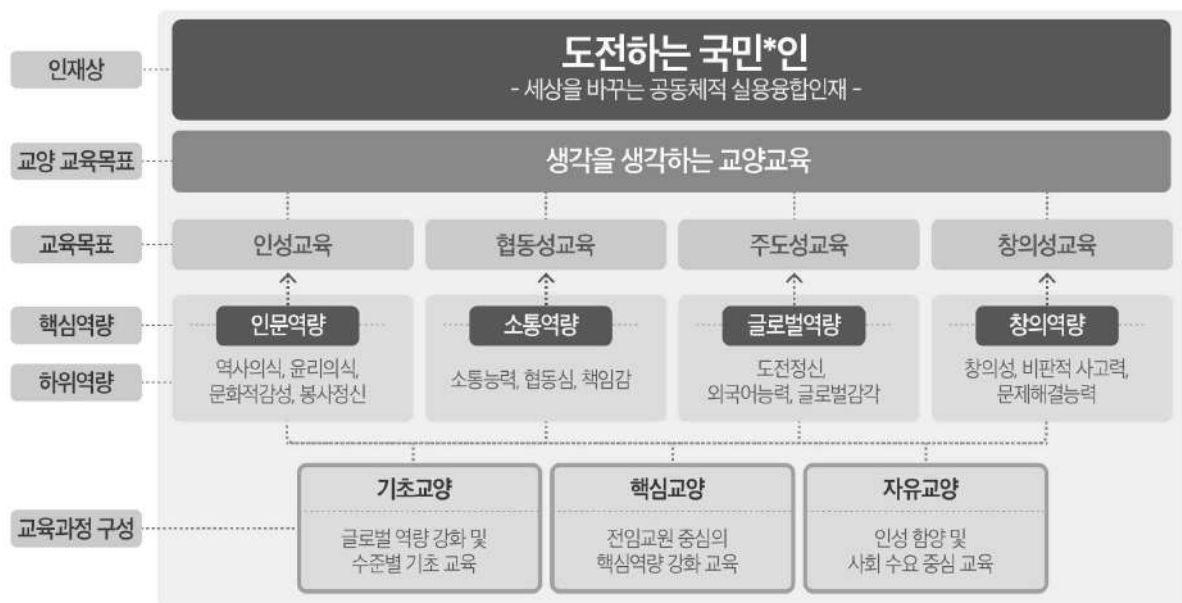 인재상
도전하는 국민*인
- 세상을 바꾸는 공동체적 실용융합인재 -
교양 교육목표
생각을 생각하는 교양교육
교육목표
인성교육
협동성교육
주도성교육
창의성교육
핵심역량
인문역량
소통역량
글로벌역량
창의역량
하위역량
역사의식, 윤리의식,
문화적감성, 봉사정신
소통능력, 협동심, 책임감
도전정신,
외국어능력, 글로벌감각
창의성, 비판적 사고력,
문제해결능력
교육과정 구성
기초교양
글로벌 역량 강화 및
수준별 기초 교육
핵심교양
전임교원 중심의
핵심역량 강화 교육
자유교양
인성 함양 및
사회 수요 중심 교육